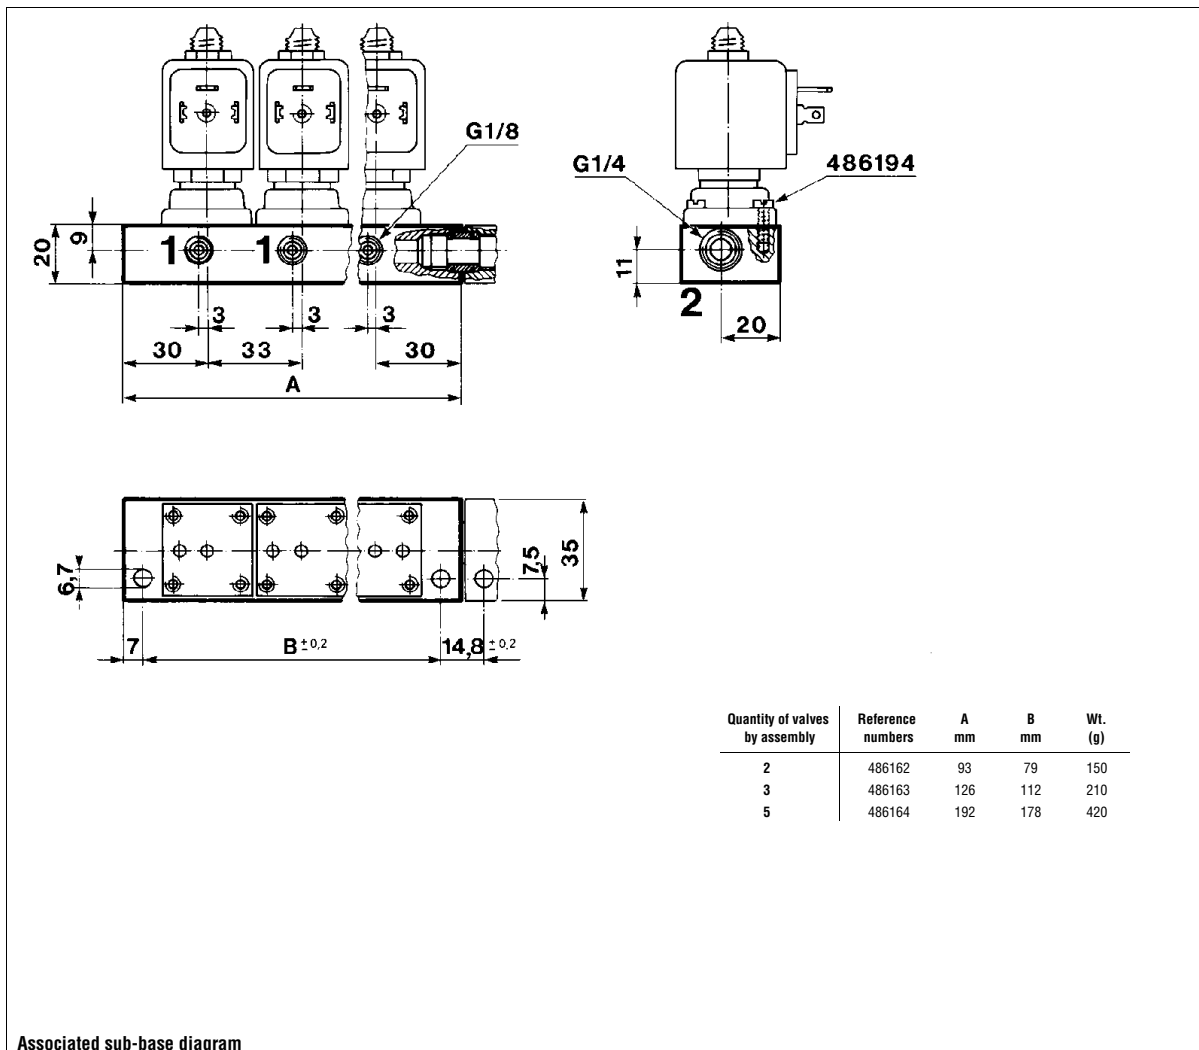 G1/8
G1/4
486194
1
1
20
9
11
2
20
3
3
3
30
33
30
A
6,7
7,5
35
7
B ± 0,2
14,8 ± 0,2
Quantity of valves by assembly
Reference numbers
A mm
B mm
Wt. (g)
2 486162 93 79 150
3 486163 126 112 210
5 486164 192 178 420
Associated sub-base diagram